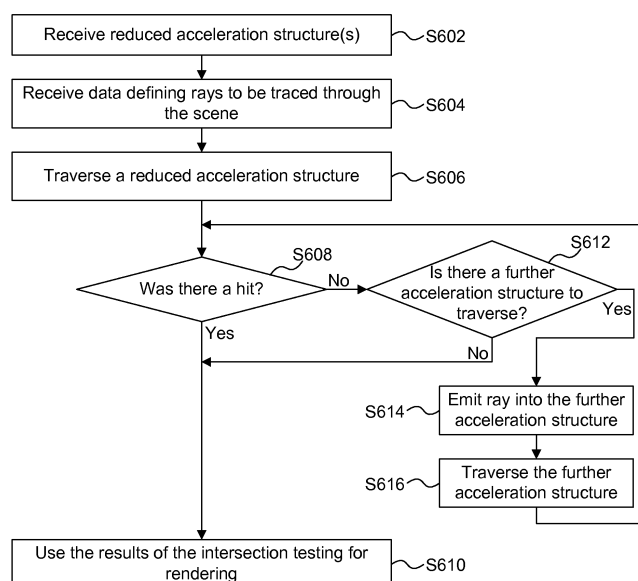 Receive reduced acceleration structure(s)
S602
Receive data defining rays to be traced through
the scene
S604
Traverse a reduced acceleration structure
S606
S608
Was there a hit?
No
Yes
S612
Is there a further
acceleration structure to
traverse?
Yes
No
Emit ray into the further
acceleration structure
S614
Traverse the further
acceleration structure
S616
Use the results of the intersection testing for
rendering
S610